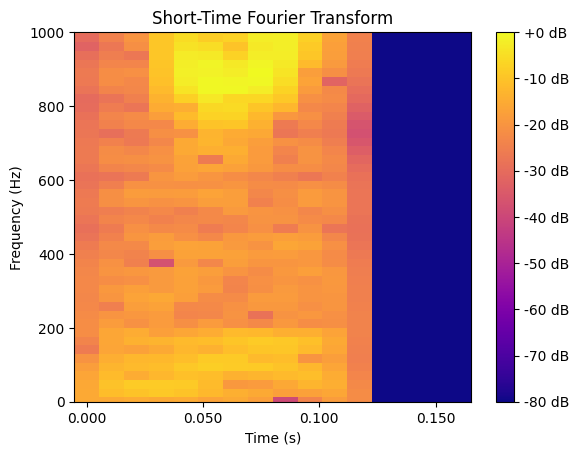 Short-Time Fourier Transform
1000
800
600
400
200
0
Frequency (Hz)
0.000
0.050
0.100
0.150
Time (s)
+0 dB
-10 dB
-20 dB
-30 dB
-40 dB
-50 dB
-60 dB
-70 dB
-80 dB